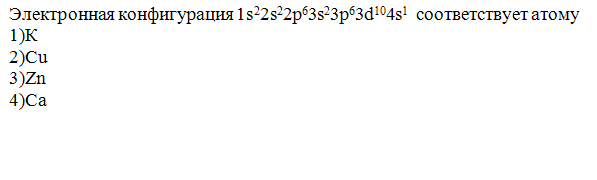 Электронная конфигурация 1s²2s²2p⁶3s²3p⁶3d¹⁰4s¹ соответствует атому
1)К
2)Cu
3)Zn
4)Ca